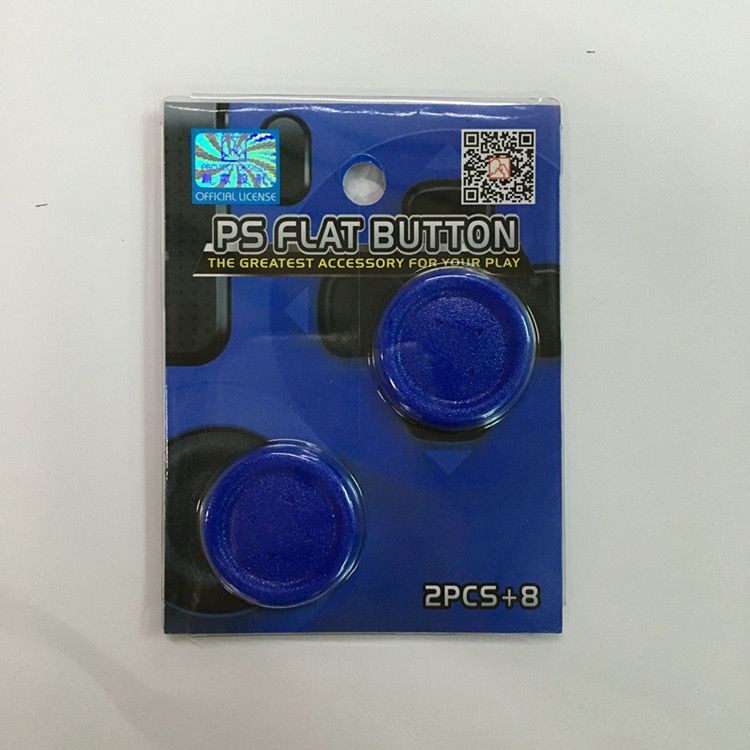 OFFICIAL LICENSE
PS FLAT BUTTON
THE GREATEST ACCESSORY FOR YOUR PLAY
2PCS+8